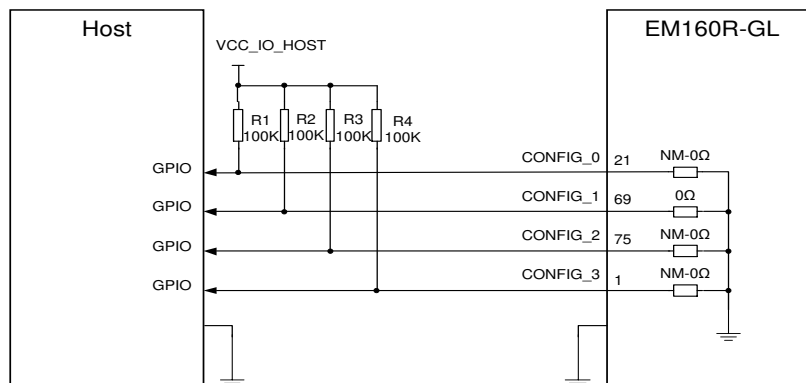 Host
EM160R-GL
VCC_IO_HOST
R1
100K
R2
100K
R3
100K
R4
100K
GPIO
CONFIG_0
21
NM-0Ω
GPIO
CONFIG_1
69
0Ω
GPIO
CONFIG_2
75
NM-0Ω
GPIO
CONFIG_3
1
NM-0Ω